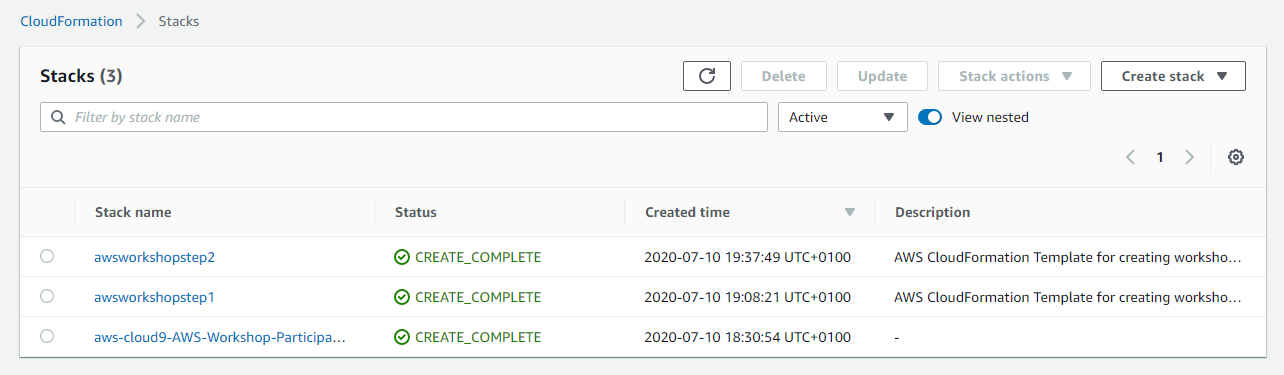 CloudFormation > Stacks
Stacks (3) Delete Update Stack actions Create stack
Filter by stack name Active View nested
1
Stack name Status Created time Description
awsworkshopstep2 CREATE_COMPLETE 2020-07-10 19:37:49 UTC+0100 AWS CloudFormation Template for creating worksho…
awsworkshopstep1 CREATE_COMPLETE 2020-07-10 19:08:21 UTC+0100 AWS CloudFormation Template for creating worksho…
aws-cloud9-AWS-Workshop-Participa… CREATE_COMPLETE 2020-07-10 18:30:54 UTC+0100 -